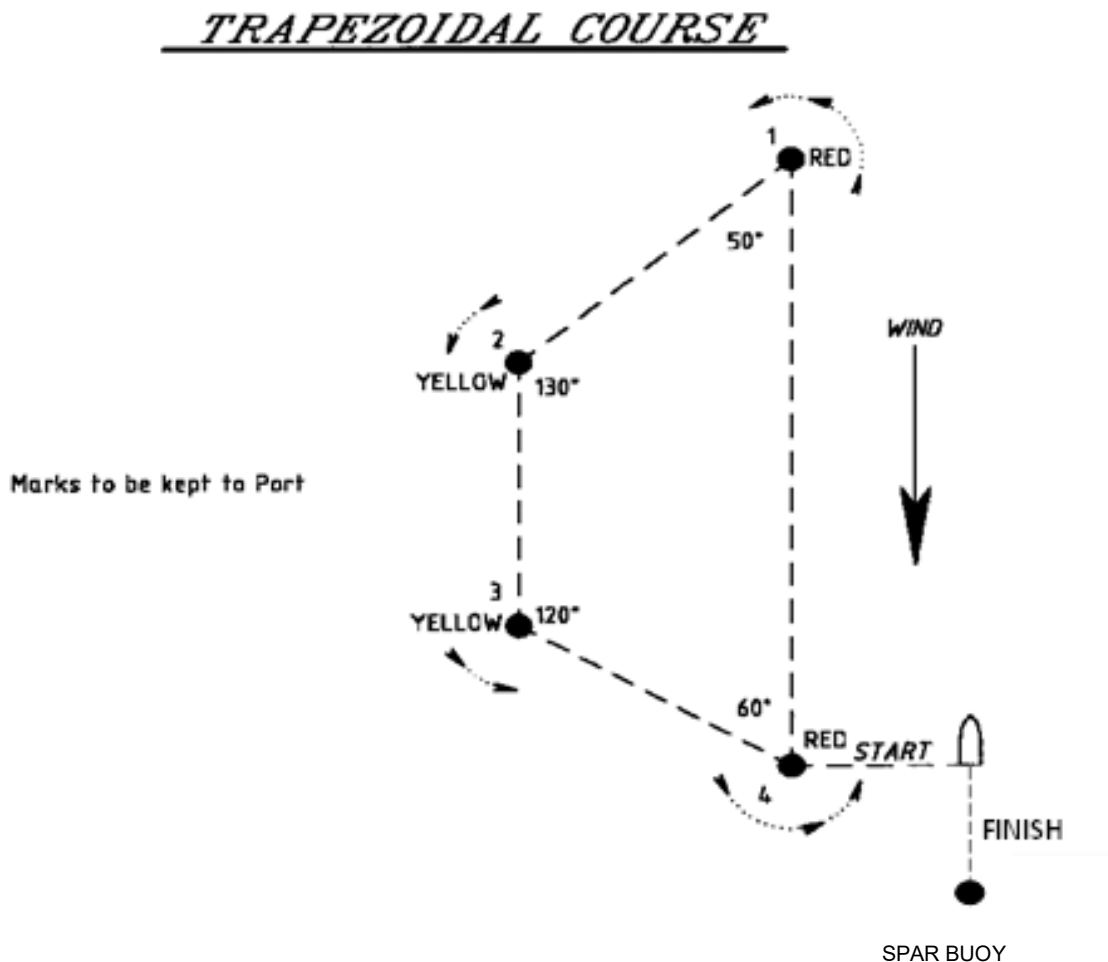 TRAPEZOIDAL COURSE
1
RED
50°
2
YELLOW
130°
WIND
Marks to be kept to Port
3
YELLOW
120°
60°
RED
START
4
FINISH
SPAR BUOY